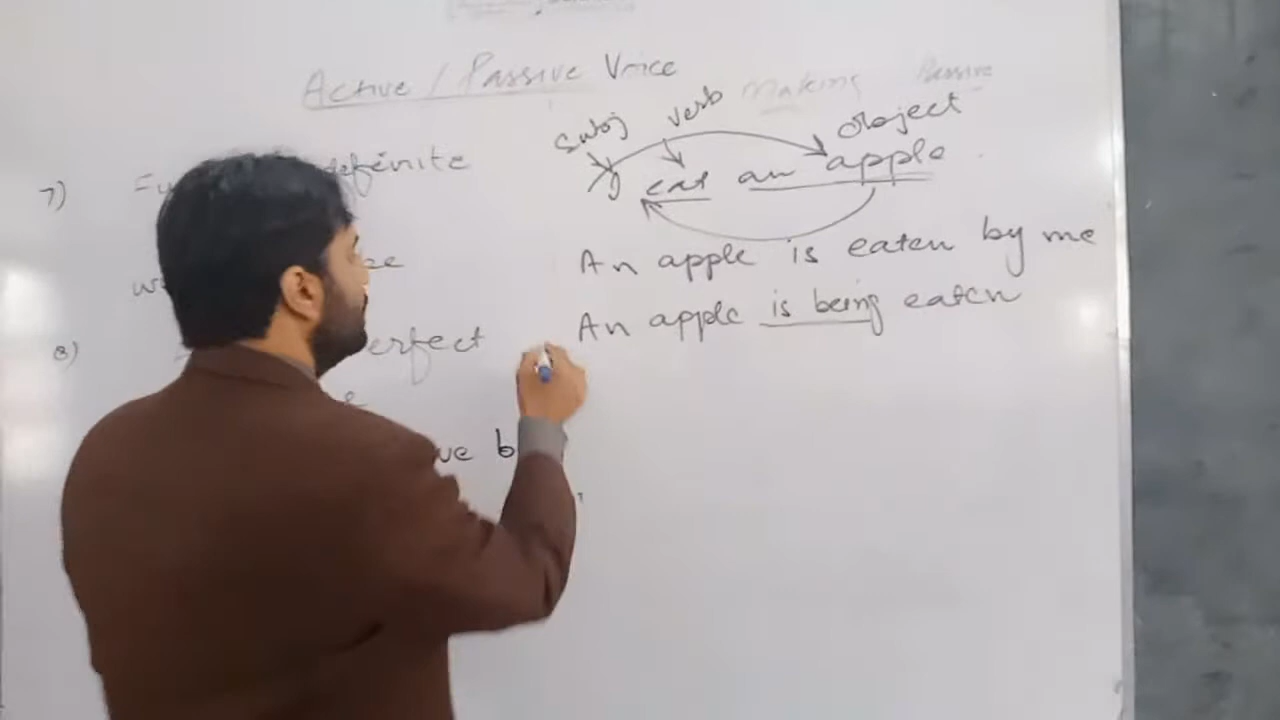 Active / Passive Voice
Making Passive
subj verb object
7) definite
I eat an apple.
An apple is eaten by me
8) erfect
An apple is being eaten
ve b